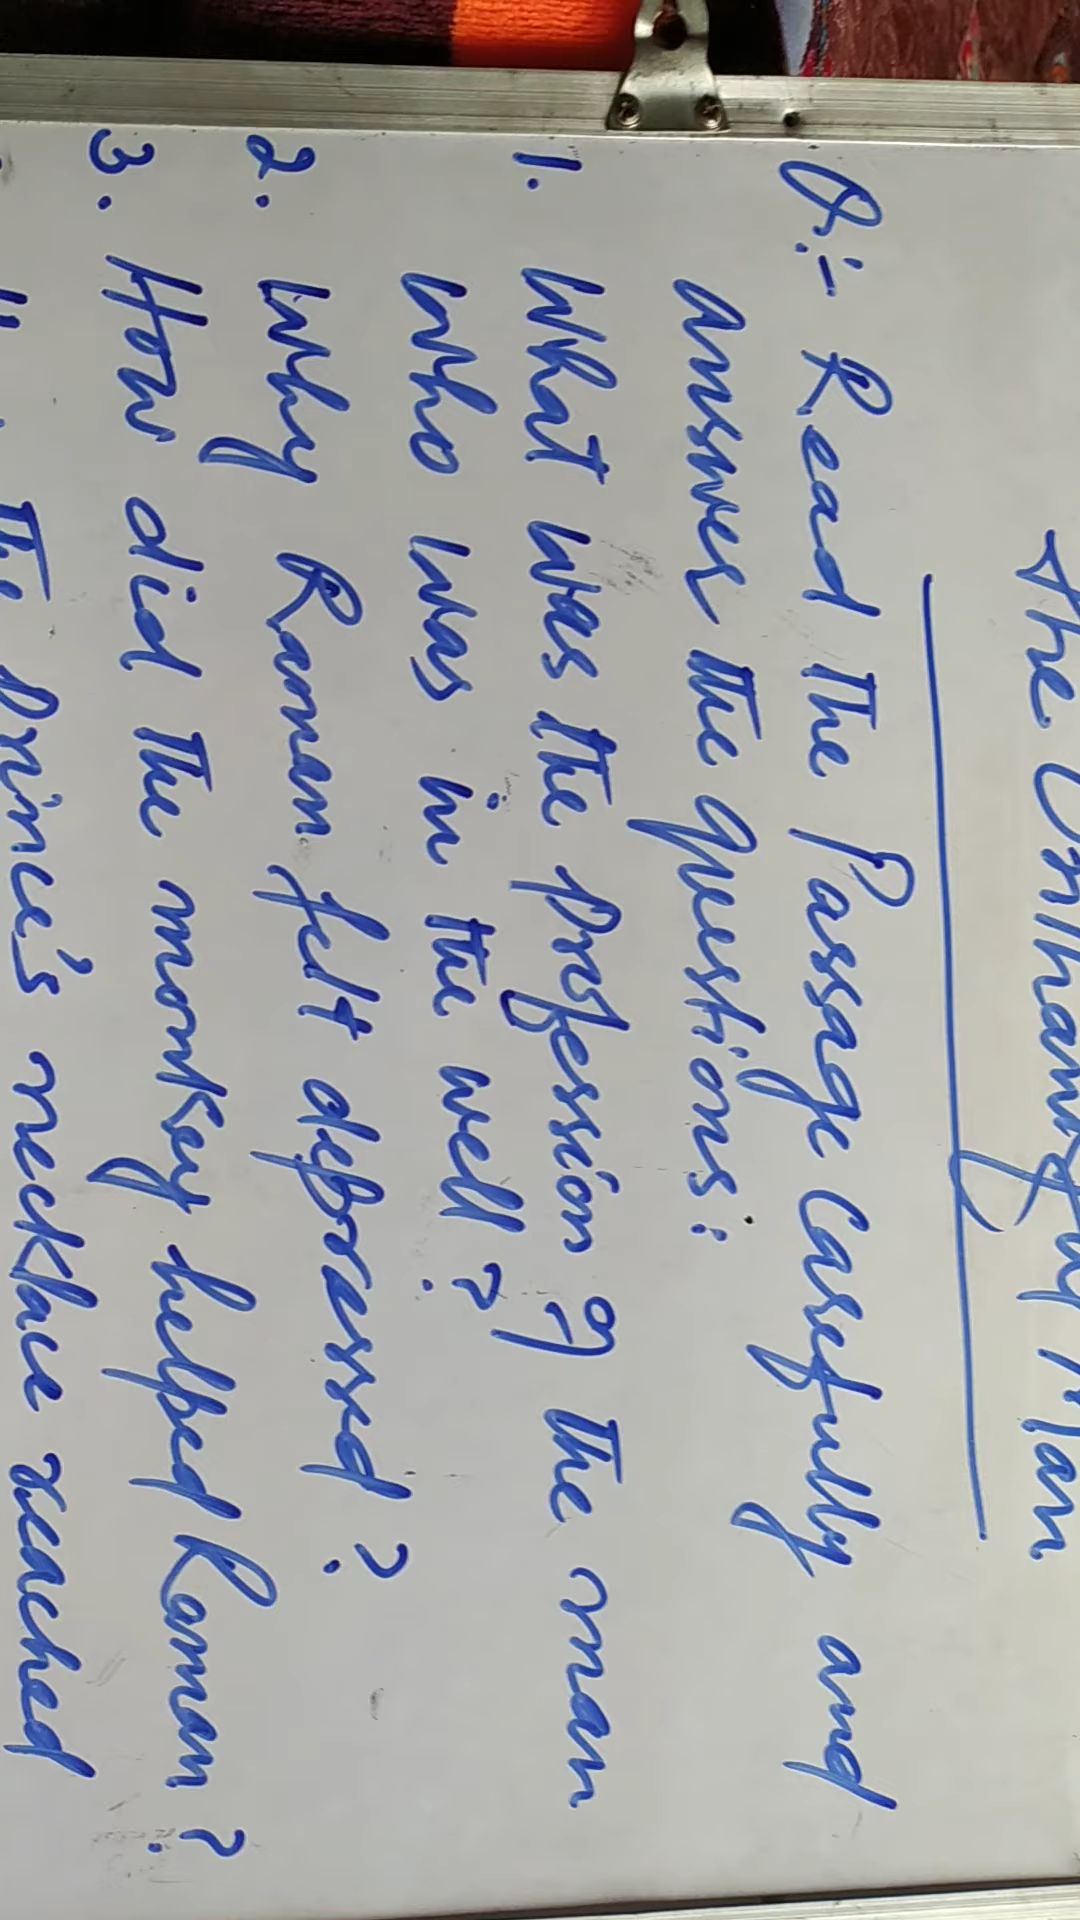 The Unthankful Man
Q:- Read the Passage Carefully and
answer the questions:
1. What was the profession of the man
who was in the well?
2. Why Raman felt depressed?
3. How did the monkey helped Raman?
The Prince's necklace reached